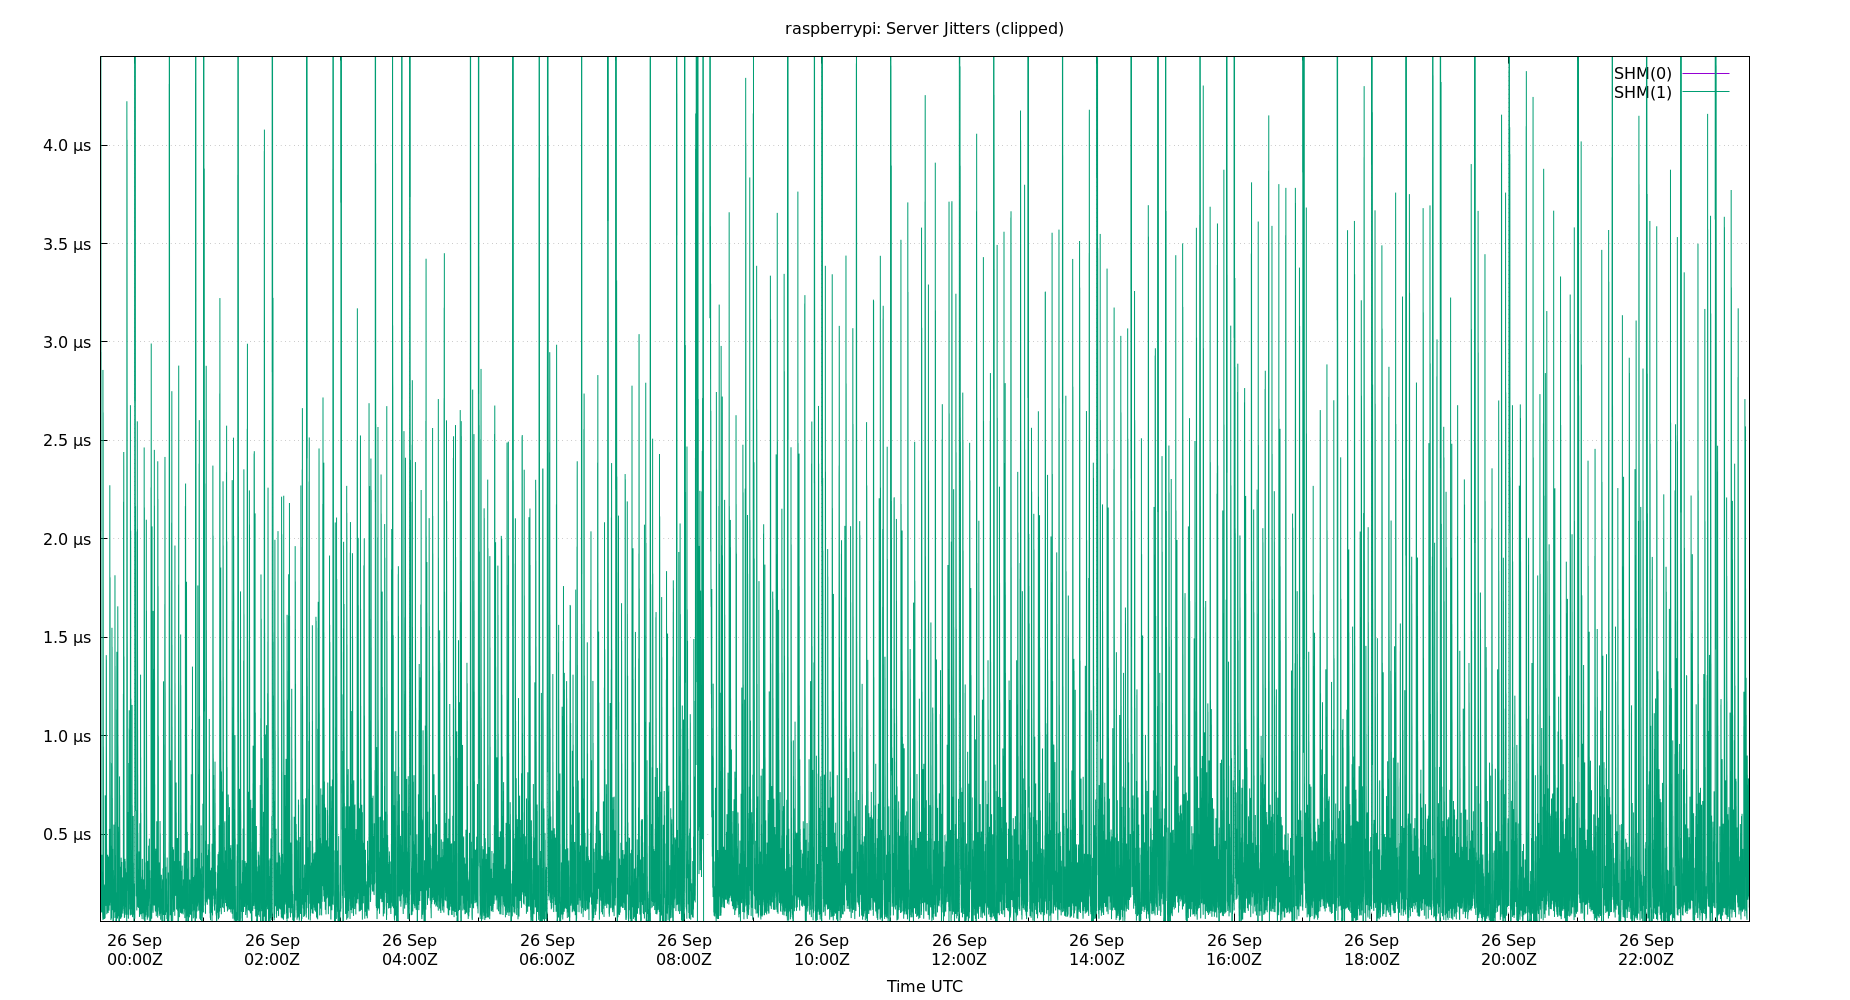 raspberrypi: Server Jitters (clipped)
SHM(0)
SHM(1)
4.0 µs
3.5 µs
3.0 µs
2.5 µs
2.0 µs
1.5 µs
1.0 µs
0.5 µs
26 Sep 26 Sep 26 Sep 26 Sep 26 Sep 26 Sep 26 Sep 26 Sep 26 Sep 26 Sep 26 Sep 26 Sep
00:00Z 02:00Z 04:00Z 06:00Z 08:00Z 10:00Z 12:00Z 14:00Z 16:00Z 18:00Z 20:00Z 22:00Z
Time UTC